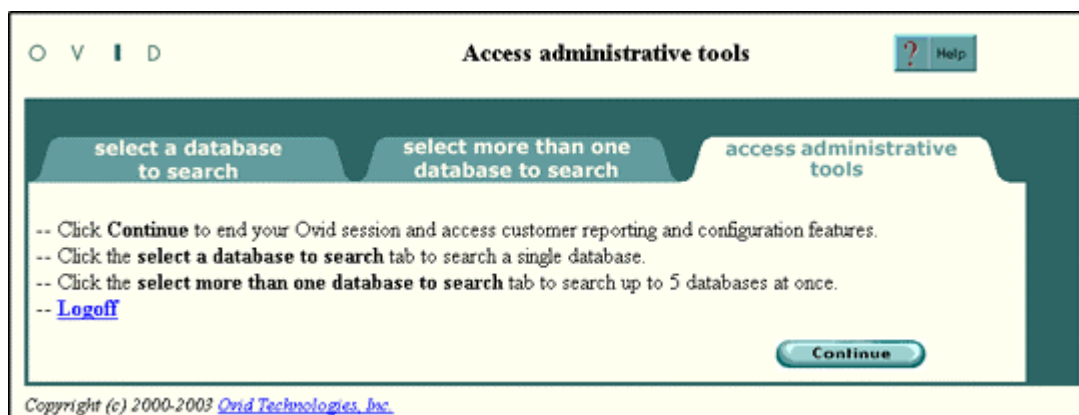 O V I D
Access administrative tools
? Help
select a database
to search
select more than one
database to search
access administrative
tools
-- Click Continue to end your Ovid session and access customer reporting and configuration features.
-- Click the select a database to search tab to search a single database.
-- Click the select more than one database to search tab to search up to 5 databases at once.
-- Logoff
Continue
Copyright (c) 2000-2003 Ovid Technologies, Inc.